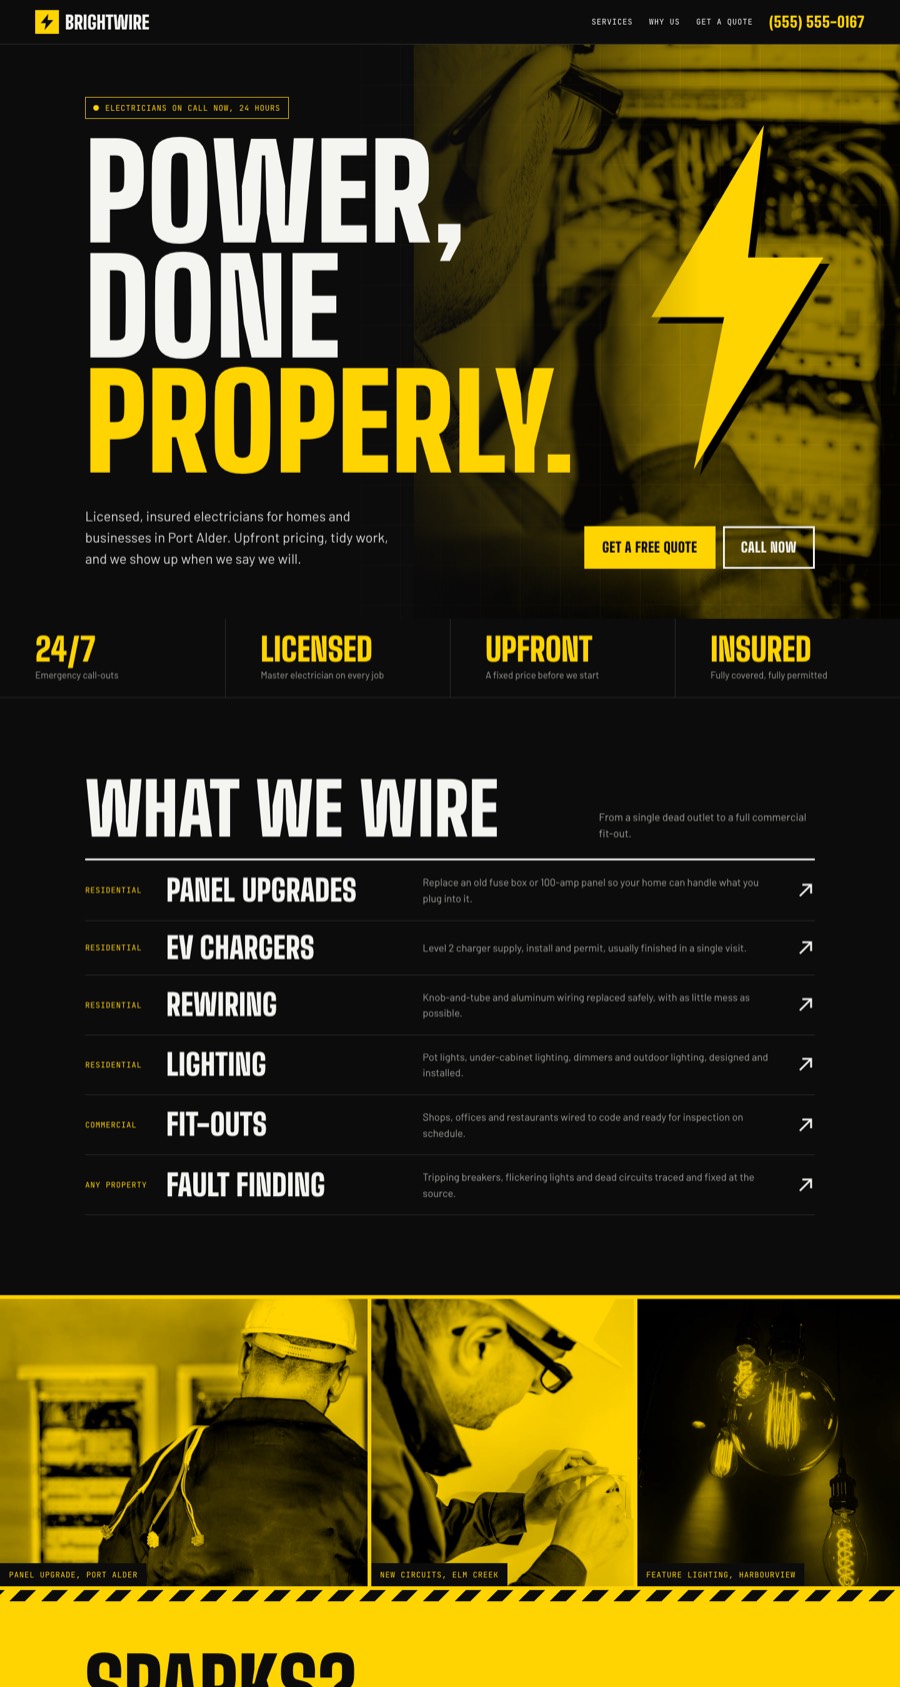 BRIGHTWIRE
SERVICES WHY US GET A QUOTE (555) 555-0167
ELECTRICIANS ON CALL NOW, 24 HOURS
POWER,
DONE
PROPERLY.
Licensed, insured electricians for homes and
businesses in Port Alder. Upfront pricing, tidy work,
and we show up when we say we will.
GET A FREE QUOTE CALL NOW
24/7
Emergency call-outs
LICENSED
Master electrician on every job
UPFRONT
A fixed price before we start
INSURED
Fully covered, fully permitted
WHAT WE WIRE
From a single dead outlet to a full commercial
fit-out.
RESIDENTIAL
PANEL UPGRADES
Replace an old fuse box or 100-amp panel so your home can handle what you
plug into it.
RESIDENTIAL
EV CHARGERS
Level 2 charger supply, install and permit, usually finished in a single visit.
RESIDENTIAL
REWIRING
Knob-and-tube and aluminum wiring replaced safely, with as little mess as
possible.
RESIDENTIAL
LIGHTING
Pot lights, under-cabinet lighting, dimmers and outdoor lighting, designed and
installed.
COMMERCIAL
FIT-OUTS
Shops, offices and restaurants wired to code and ready for inspection on
schedule.
ANY PROPERTY
FAULT FINDING
Tripping breakers, flickering lights and dead circuits traced and fixed at the
source.
PANEL UPGRADE, PORT ALDER
NEW CIRCUITS, ELM CREEK
FEATURE LIGHTING, HARBOURVIEW
SPARKS?